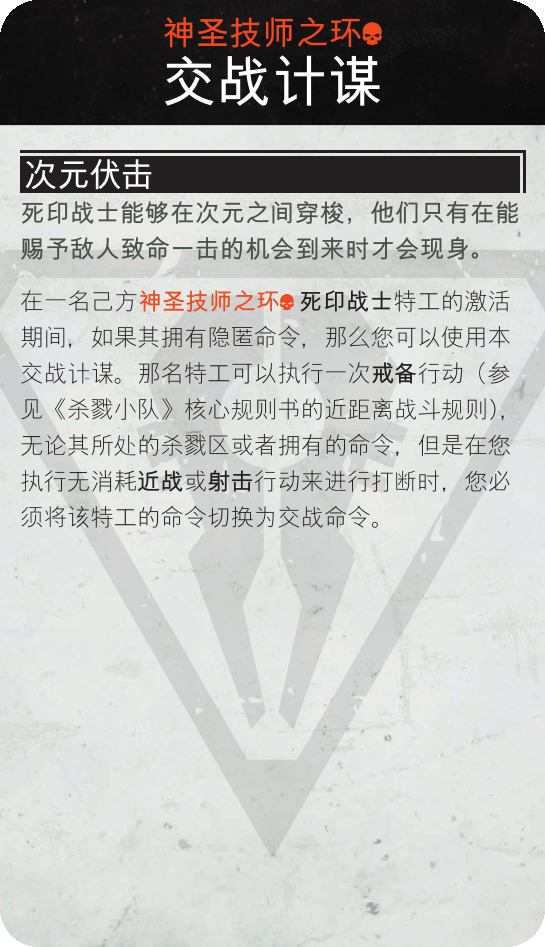 神圣技师之环
交战计谋
次元伏击
死印战士能够在次元之间穿梭，他们只有在能
赐予敌人致命一击的机会到来时才会现身。
在一名己方神圣技师之环 死印战士特工的激活
期间，如果其拥有隐匿命令，那么您可以使用本
交战计谋。那名特工可以执行一次戒备行动（参
见《杀戮小队》核心规则书的近距离战斗规则），
无论其所处的杀戮区或者拥有的命令，但是在您
执行无消耗近战或射击行动来进行打断时，您必
须将该特工的命令切换为交战命令。